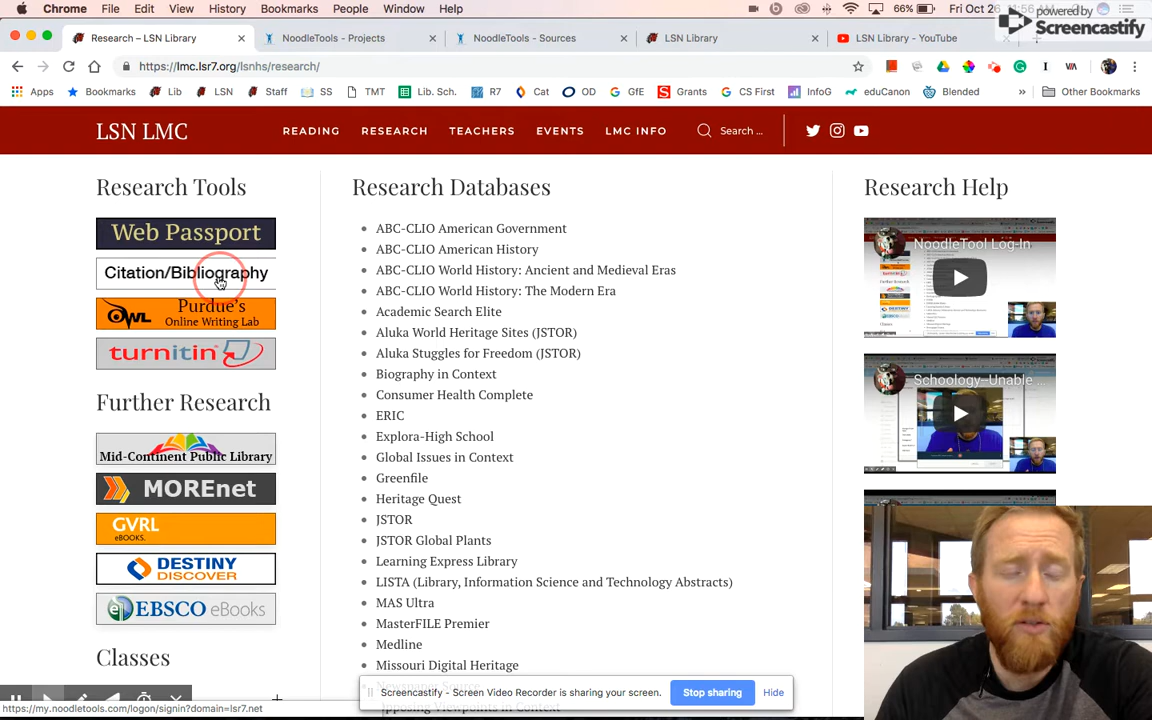 Chrome File Edit View History Bookmarks People Window Help 66% Fri Oct 26
powered by
Screencastify
Research – LSN Library
NoodleTools - Projects
NoodleTools - Sources
LSN Library
LSN Library - YouTube
https://lmc.lsr7.org/lsnhs/research/
Apps Bookmarks Lib LSN Staff SS TMT Lib. Sch. R7 Cat OD GfE Grants CS First InfoG eduCanon Blended » Other Bookmarks
LSN LMC READING RESEARCH TEACHERS EVENTS LMC INFO Search ...
Research Tools
Web Passport
Citation/Bibliography
OWL Purdue's
Online Writing Lab
turnitin
Further Research
Mid-Continent Public Library
MOREnet
GVRL
eBOOKS.
DESTINY
DISCOVER
EBSCO eBooks
Classes
Research Databases
ABC-CLIO American Government
ABC-CLIO American History
ABC-CLIO World History: Ancient and Medieval Eras
ABC-CLIO World History: The Modern Era
Academic Search Elite
Aluka World Heritage Sites (JSTOR)
Aluka Stuggles for Freedom (JSTOR)
Biography in Context
Consumer Health Complete
ERIC
Explora-High School
Global Issues in Context
Greenfile
Heritage Quest
JSTOR
JSTOR Global Plants
Learning Express Library
LISTA (Library, Information Science and Technology Abstracts)
MAS Ultra
MasterFILE Premier
Medline
Missouri Digital Heritage
Newspaper Source
Opposing Viewpoints in Context
Research Help
NoodleTool Log-In
Schoology--Unable ...
Screencastify - Screen Video Recorder is sharing your screen.
Stop sharing
Hide
https://my.noodletools.com/logon/signin?domain=lsr7.net